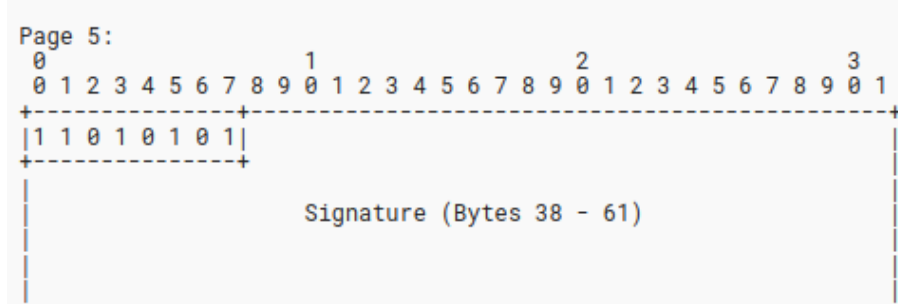 Page 5:
0                   1                   2                   3
0 1 2 3 4 5 6 7 8 9 0 1 2 3 4 5 6 7 8 9 0 1 2 3 4 5 6 7 8 9 0 1
+---------------+-----------------------------------------------+
|1 1 0 1 0 1 0 1|                                               |
+---------------+                                               |
|                                                               |
|                    Signature (Bytes 38 - 61)                  |
|                                                               |
|                                                               |
|                                                               |